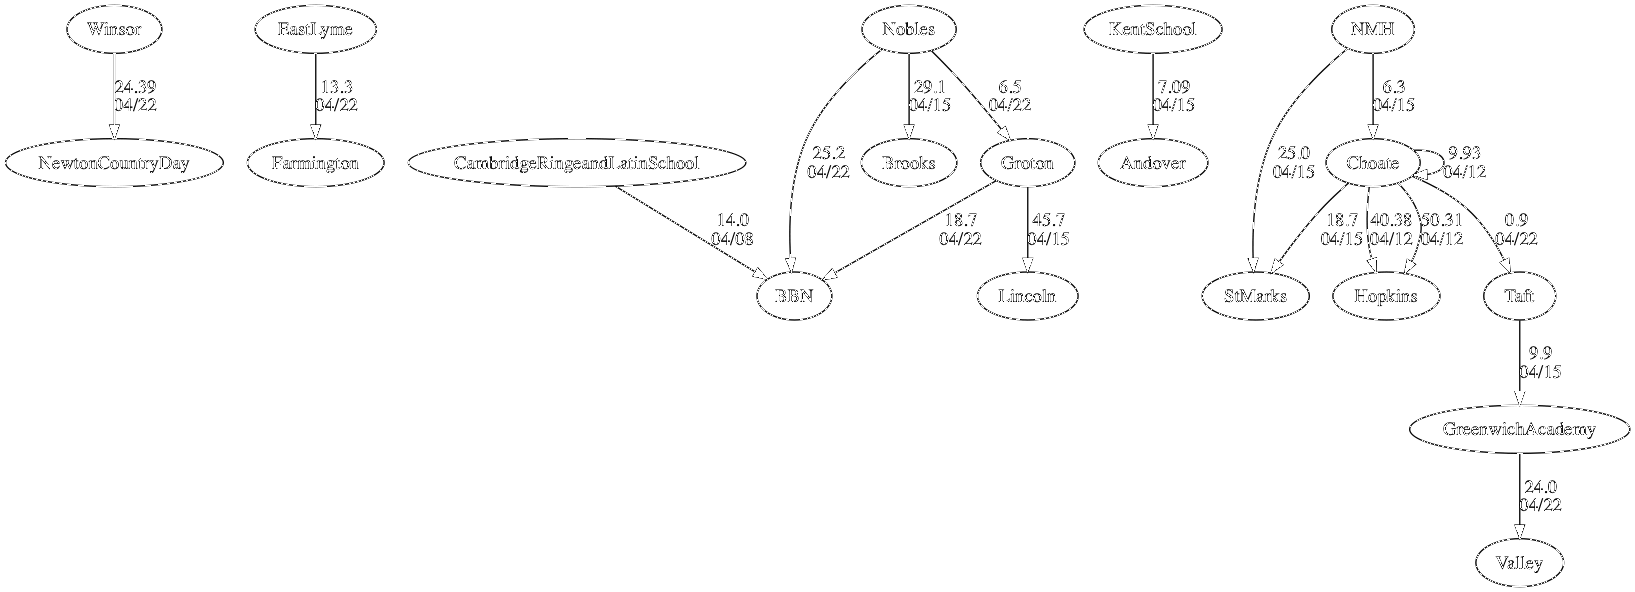 Winsor
EastLyme
Nobles
KentSchool
NMH
24.39
04/22
13.3
04/22
29.1
04/15
6.5
04/22
7.09
04/15
6.3
04/15
NewtonCountryDay
Farmington
CambridgeRingeandLatinSchool
25.2
04/22
Brooks
Groton
Andover
25.0
04/15
Choate
9.93
04/12
14.0
04/08
18.7
04/22
45.7
04/15
18.7
04/15
40.38
04/12
50.31
04/12
0.9
04/22
BBN
Lincoln
StMarks
Hopkins
Taft
9.9
04/15
GreenwichAcademy
24.0
04/22
Valley